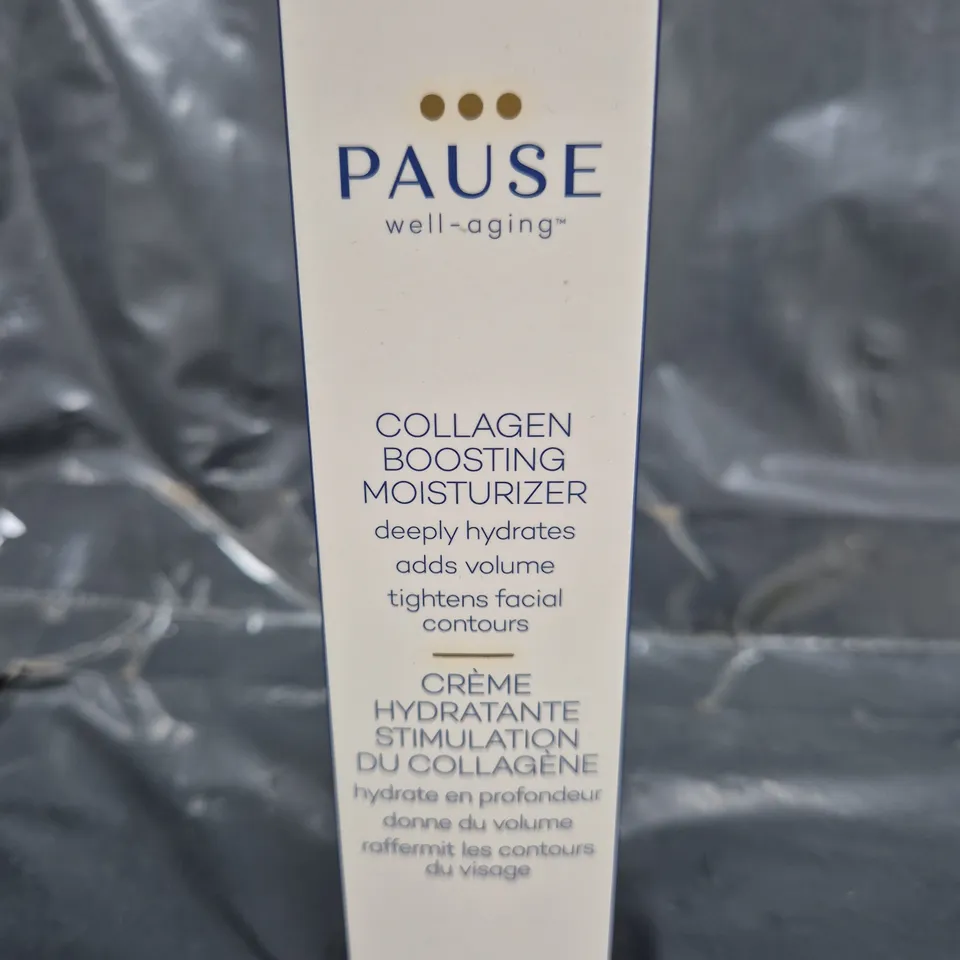 PAUSE
well-aging™
COLLAGEN
BOOSTING
MOISTURIZER
deeply hydrates
adds volume
tightens facial
contours
CRÈME
HYDRATANTE
STIMULATION
DU COLLAGÈNE
hydrate en profondeur
donne du volume
raffermit les contours
du visage